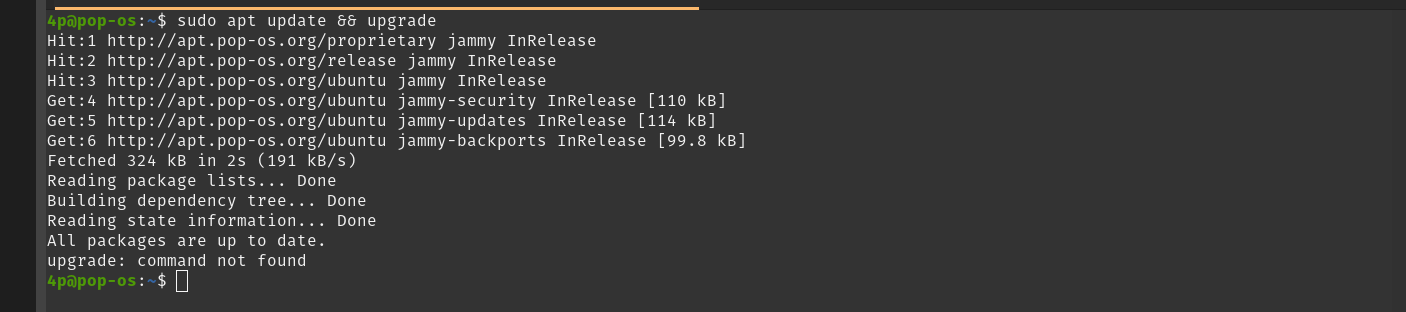 4p@pop-os:~$ sudo apt update && upgrade
Hit:1 http://apt.pop-os.org/proprietary jammy InRelease
Hit:2 http://apt.pop-os.org/release jammy InRelease
Hit:3 http://apt.pop-os.org/ubuntu jammy InRelease
Get:4 http://apt.pop-os.org/ubuntu jammy-security InRelease [110 kB]
Get:5 http://apt.pop-os.org/ubuntu jammy-updates InRelease [114 kB]
Get:6 http://apt.pop-os.org/ubuntu jammy-backports InRelease [99.8 kB]
Fetched 324 kB in 2s (191 kB/s)
Reading package lists... Done
Building dependency tree... Done
Reading state information... Done
All packages are up to date.
upgrade: command not found
4p@pop-os:~$